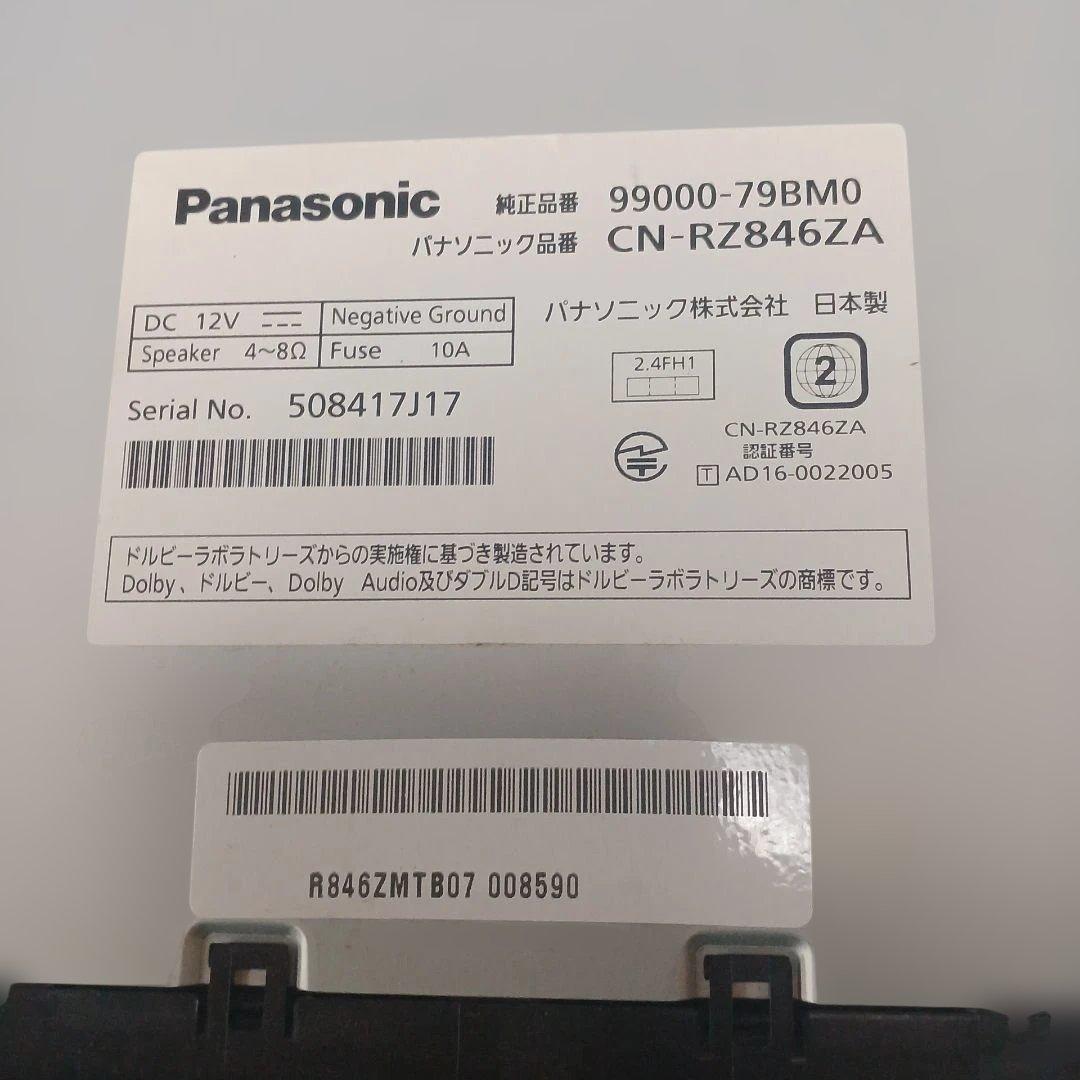 Panasonic 純正品番 99000-79BM0
パナソニック品番 CN-RZ846ZA
DC 12V Negative Ground
Speaker 4~8Ω Fuse 10A
パナソニック株式会社 日本製
2.4FH1
2
Serial No. 508417J17
CN-RZ846ZA
認証番号
T AD16-0022005
ドルビーラボラトリーズからの実施権に基づき製造されています。
Dolby、ドルビー、Dolby Audio及びダブルD記号はドルビーラボラトリーズの商標です。
R846ZMTB07 008590